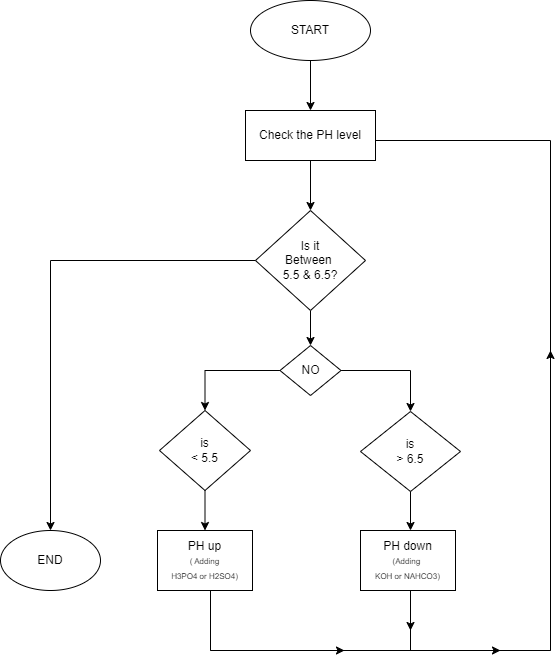 START
Check the PH level
Is it
Between
5.5 & 6.5?
NO
is
< 5.5
is
> 6.5
END
PH up
( Adding
H3PO4 or H2SO4)
PH down
(Adding
KOH or NAHCO3)